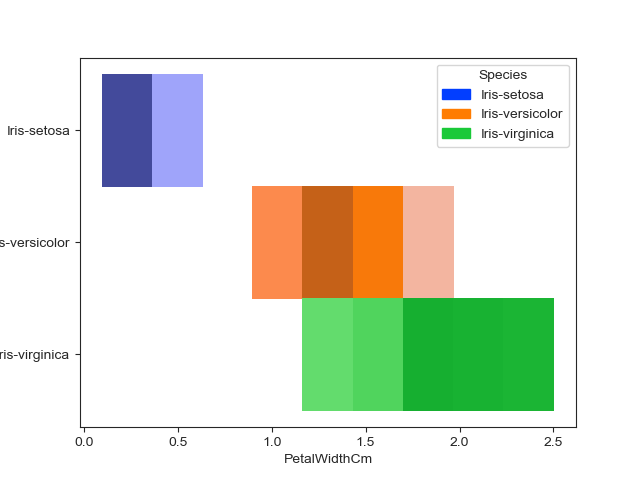 Species
Iris-setosa
Iris-versicolor
Iris-virginica
Iris-setosa
s-versicolor
ris-virginica
0.0 0.5 1.0 1.5 2.0 2.5
PetalWidthCm